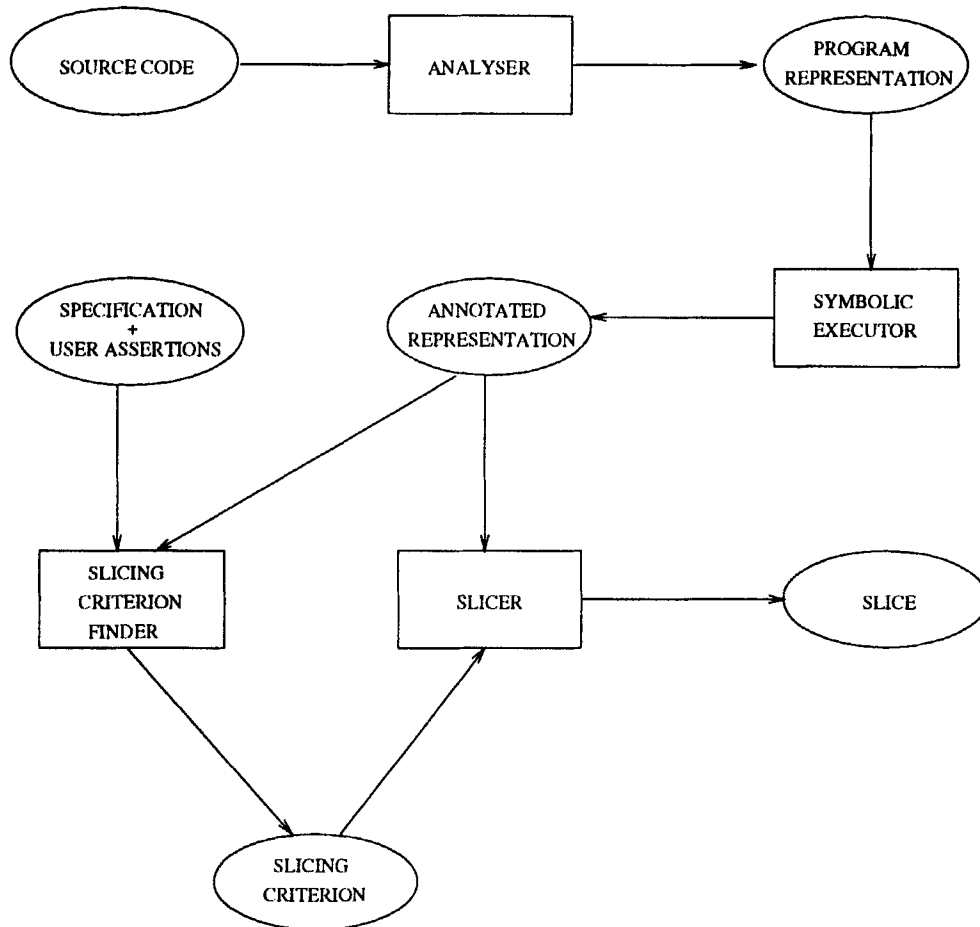 SOURCE CODE
ANALYSER
PROGRAM
REPRESENTATION
SPECIFICATION
+
USER ASSERTIONS
ANNOTATED
REPRESENTATION
SYMBOLIC
EXECUTOR
SLICING
CRITERION
FINDER
SLICER
SLICE
SLICING
CRITERION